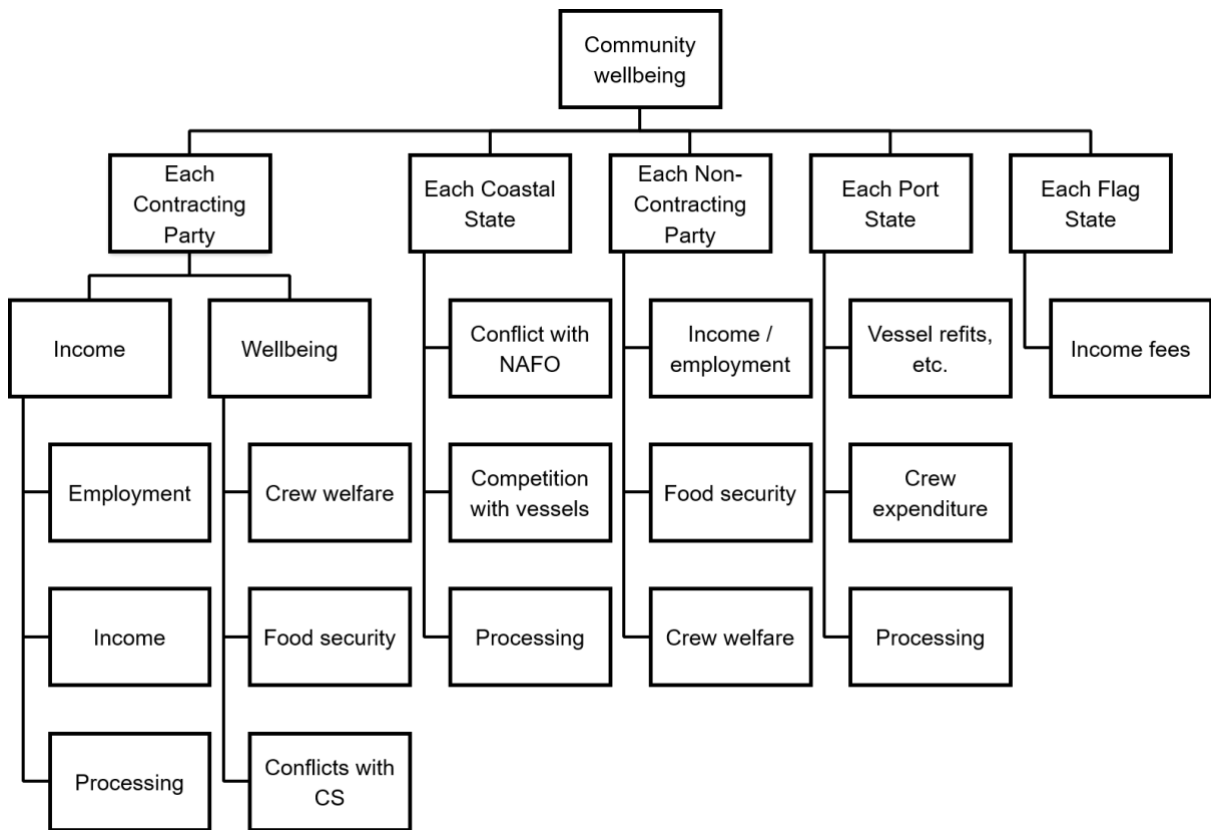 Community
wellbeing
Each
Contracting
Party
Each Coastal
State
Each Non-
Contracting
Party
Each Port
State
Each Flag
State
Income
Wellbeing
Conflict with
NAFO
Income /
employment
Vessel refits,
etc.
Income fees
Employment
Crew welfare
Competition
with vessels
Food security
Crew
expenditure
Income
Food security
Processing
Crew welfare
Processing
Processing
Conflicts with
CS